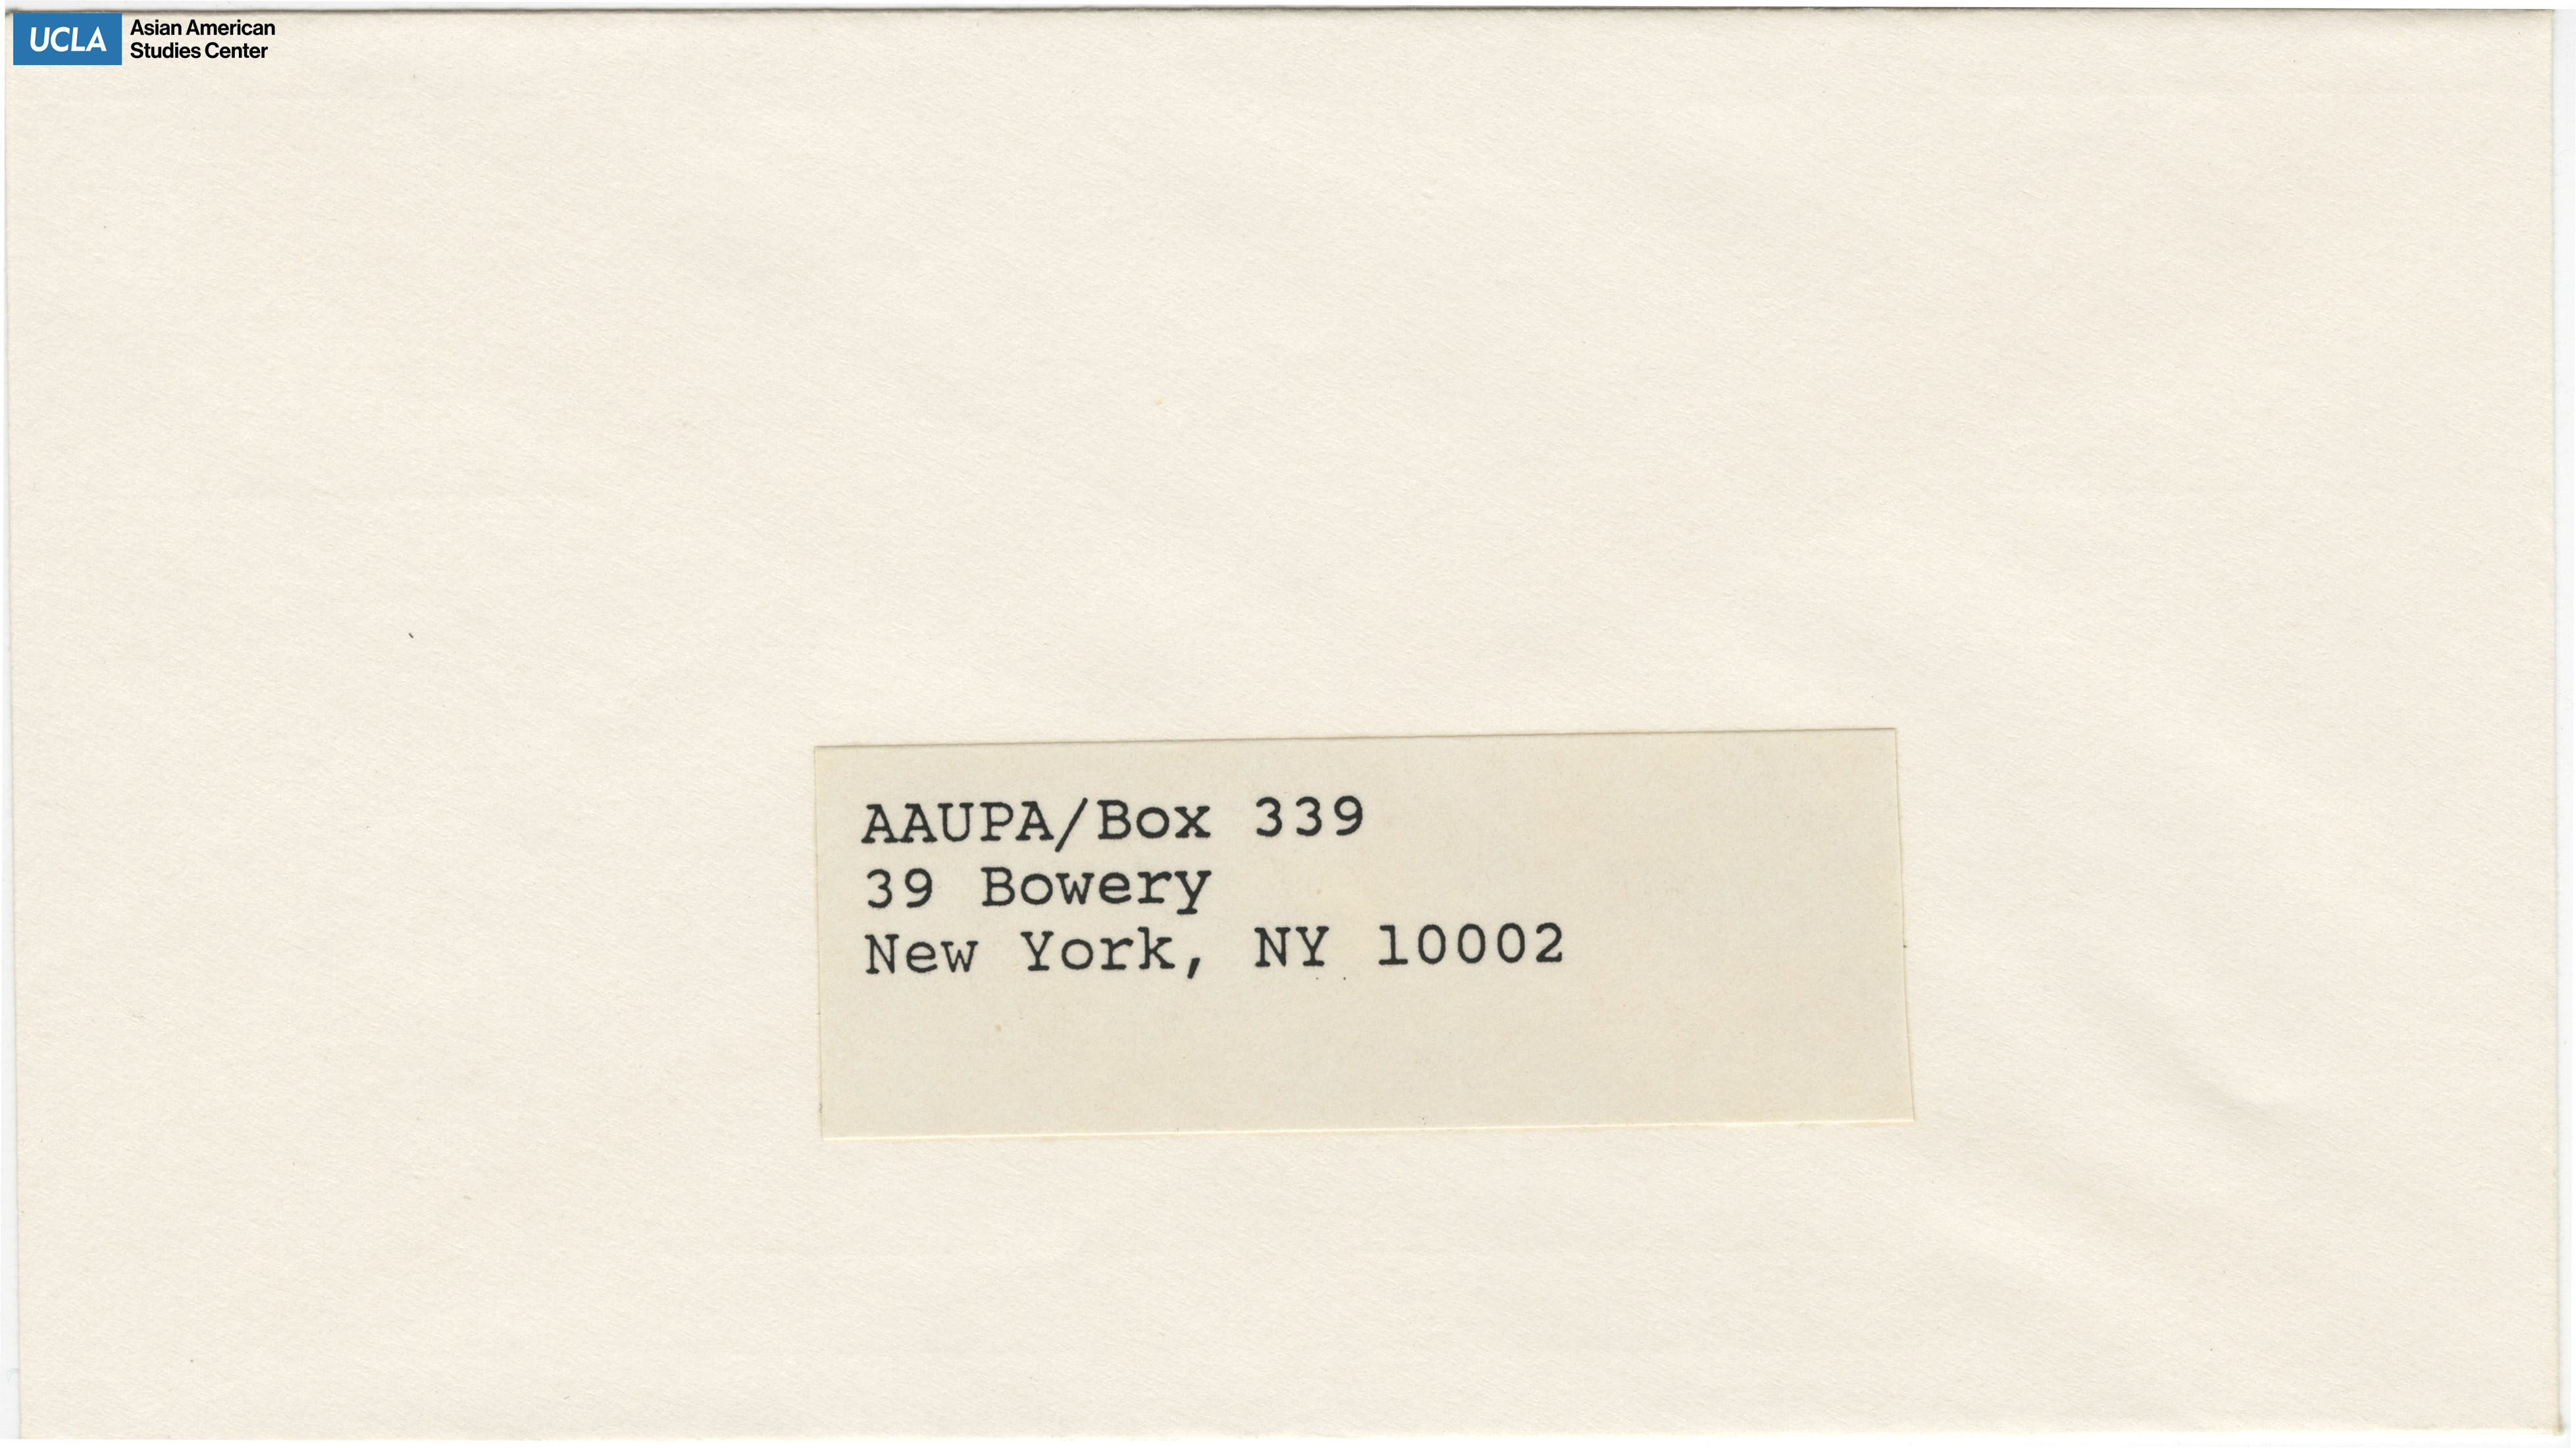 UCLA Asian American
Studies Center
AAUPA/Box 339
39 Bowery
New York, NY 10002